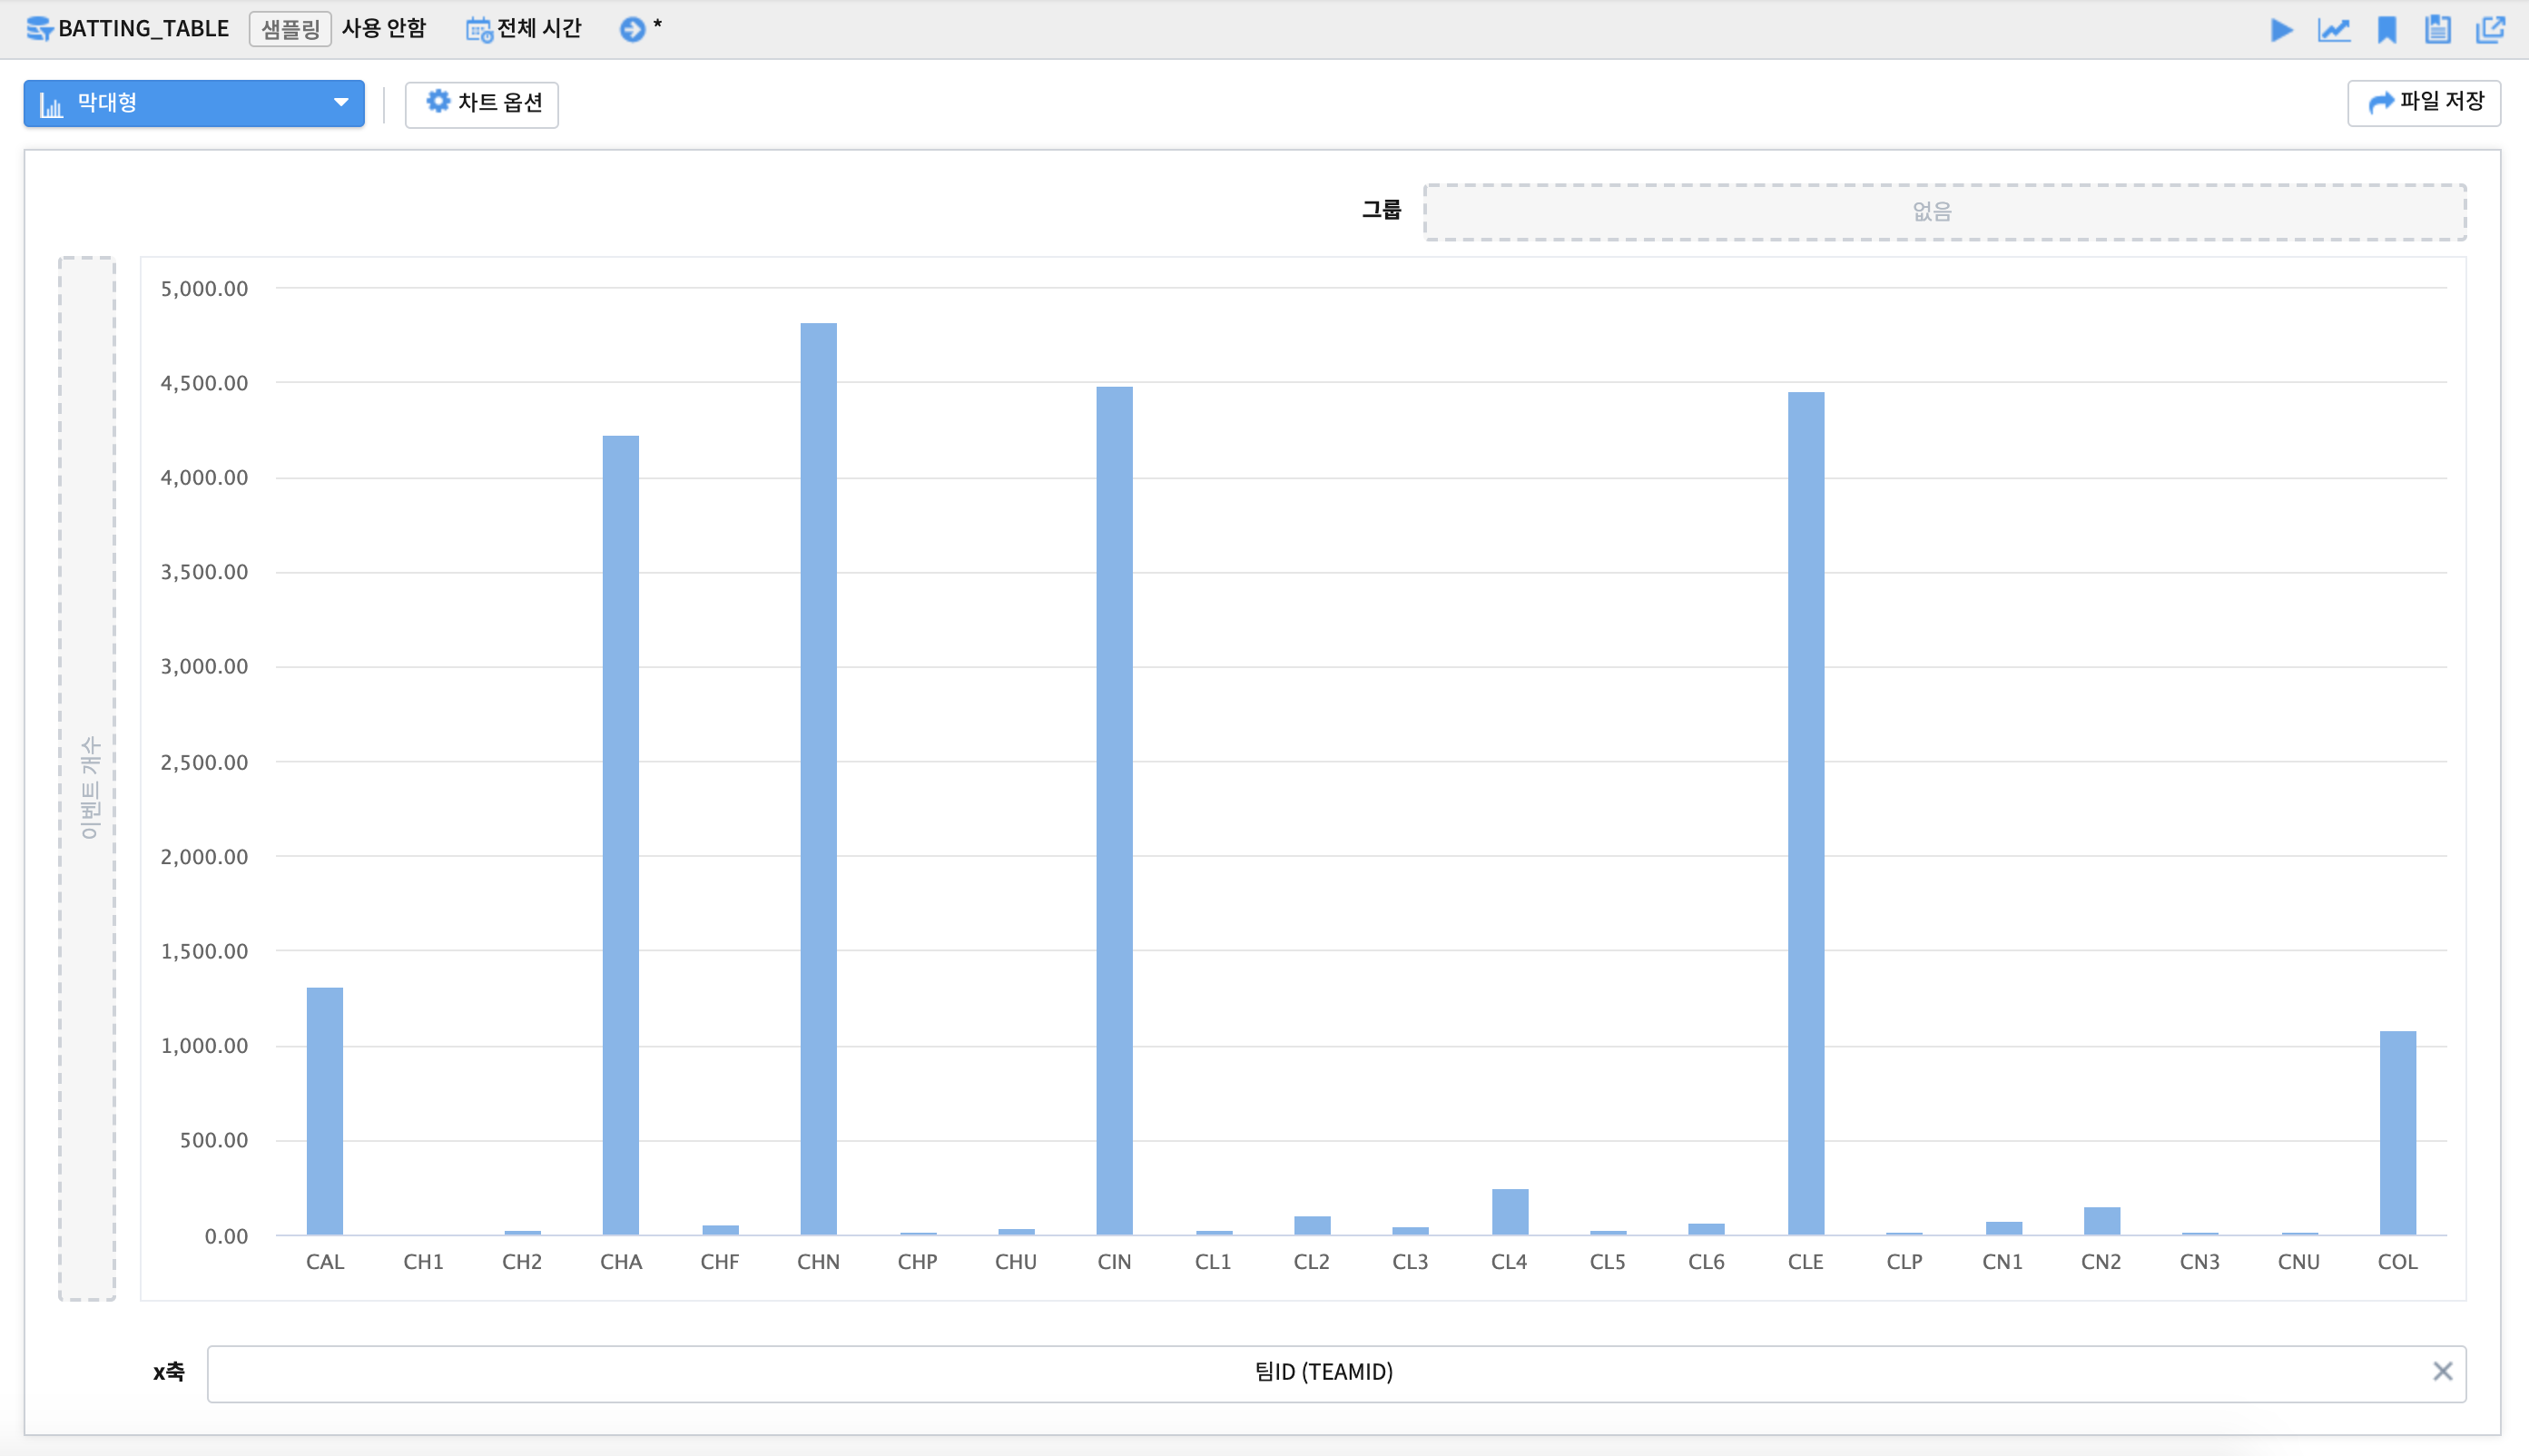 BATTING_TABLE 샘플링 사용 안함 전체 시간 *
막대형 차트 옵션 파일 저장
그룹 없음
이벤트 개수
5,000.00
4,500.00
4,000.00
3,500.00
3,000.00
2,500.00
2,000.00
1,500.00
1,000.00
500.00
0.00
CAL CH1 CH2 CHA CHF CHN CHP CHU CIN CL1 CL2 CL3 CL4 CL5 CL6 CLE CLP CN1 CN2 CN3 CNU COL
x축 팀ID (TEAMID)